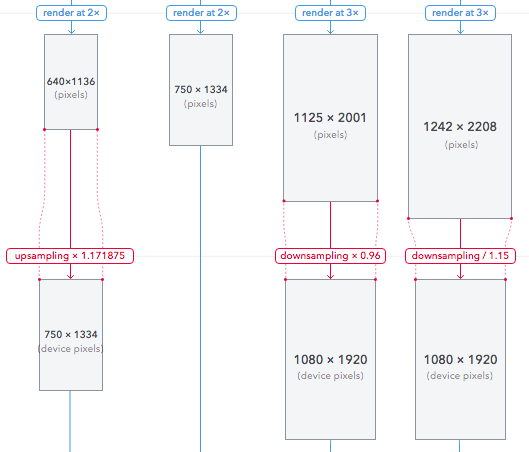 render at 2×
render at 2×
render at 3×
render at 3×
640×1136
(pixels)
750 × 1334
(pixels)
1125 × 2001
(pixels)
1242 × 2208
(pixels)
upsampling × 1.171875
downsampling × 0.96
downsampling / 1.15
750 × 1334
(device pixels)
1080 × 1920
(device pixels)
1080 × 1920
(device pixels)